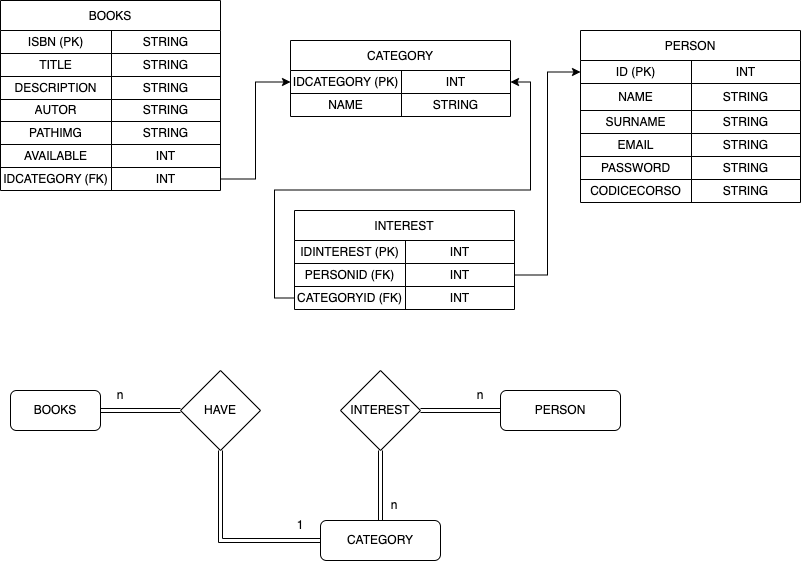 BOOKS
ISBN (PK) STRING
TITLE STRING
DESCRIPTION STRING
AUTOR STRING
PATHIMG STRING
AVAILABLE INT
IDCATEGORY (FK) INT
CATEGORY
IDCATEGORY (PK) INT
NAME STRING
PERSON
ID (PK) INT
NAME STRING
SURNAME STRING
EMAIL STRING
PASSWORD STRING
CODICECORSO STRING
INTEREST
IDINTEREST (PK) INT
PERSONID (FK) INT
CATEGORYID (FK) INT
BOOKS
n
HAVE
INTEREST
n
PERSON
1
n
CATEGORY